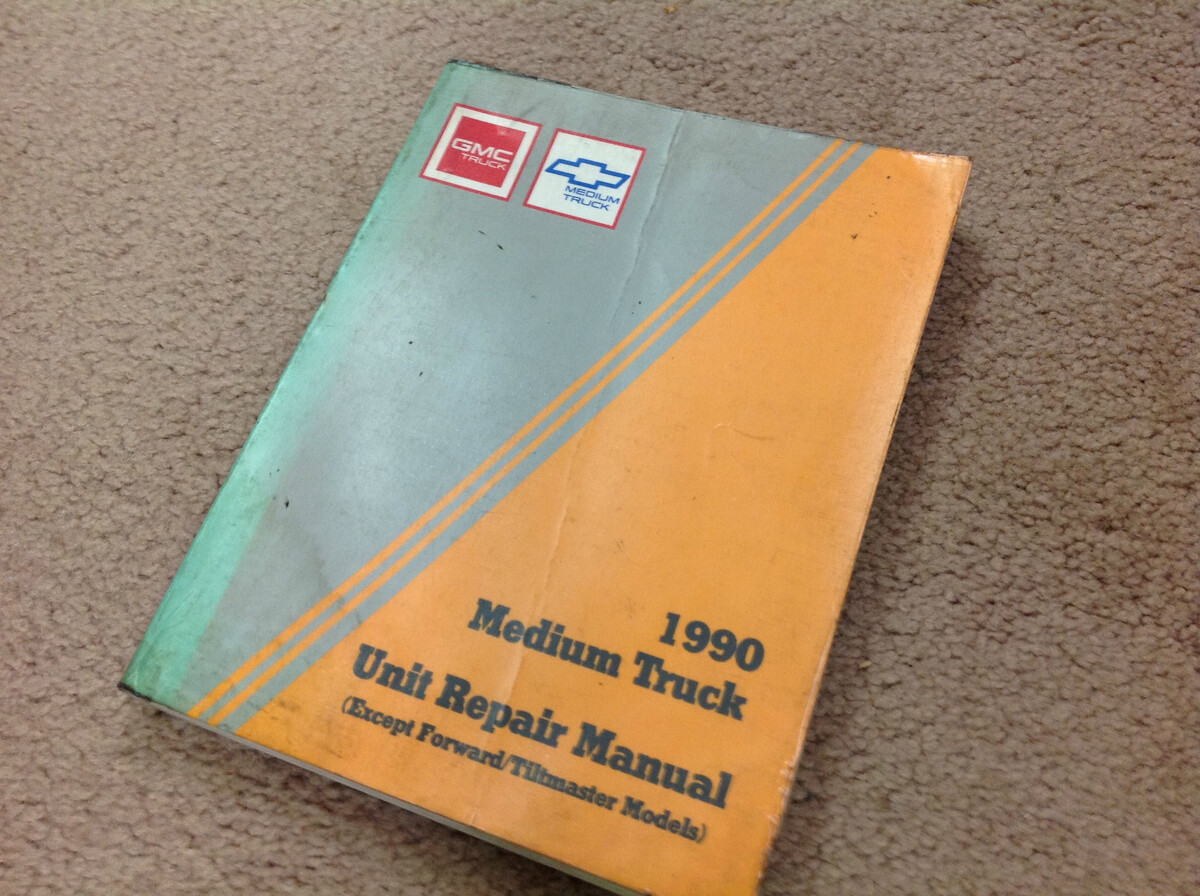 GMC
TRUCK
MEDIUM
TRUCK
1990
Medium Truck
Unit Repair Manual
(Except Forward/Tiltmaster Models)